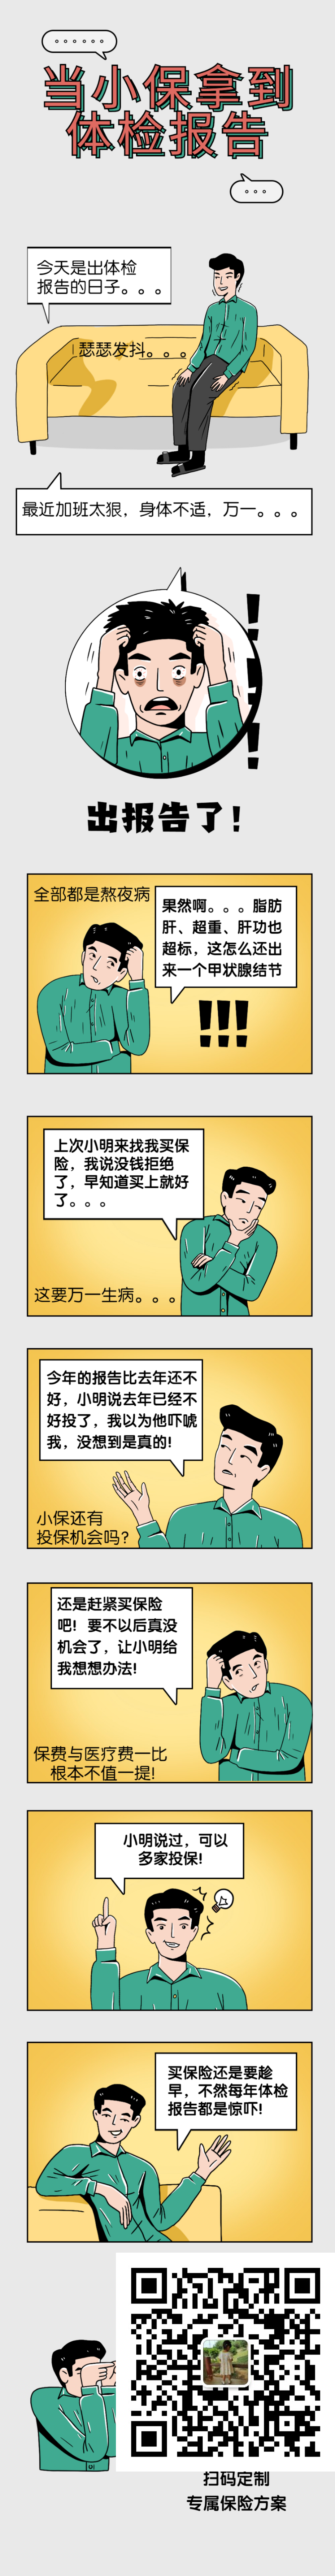 当小保拿到
体检报告
今天是出体检
报告的日子。。。
瑟瑟发抖。。。
最近加班太狠，身体不适，万一。。。
出报告了！
全部都是熬夜病
果然啊。。。脂肪
肝、超重、肝功也
超标，这怎么还出
来一个甲状腺结节
!!!
上次小明来找我买保
险，我说没钱拒绝
了，早知道买上就好
了。。。
这要万一生病。。。
今年的报告比去年还不
好，小明说去年已经不
好投了，我以为他吓唬
我，没想到是真的！
小保还有
投保机会吗？
还是赶紧买保险
吧！要不以后真没
机会了，让小明给
我想想办法！
保费与医疗费一比
根本不值一提！
小明说过，可以
多家投保！
买保险还是要趁
早，不然每年体检
报告都是惊吓！
扫码定制
专属保险方案